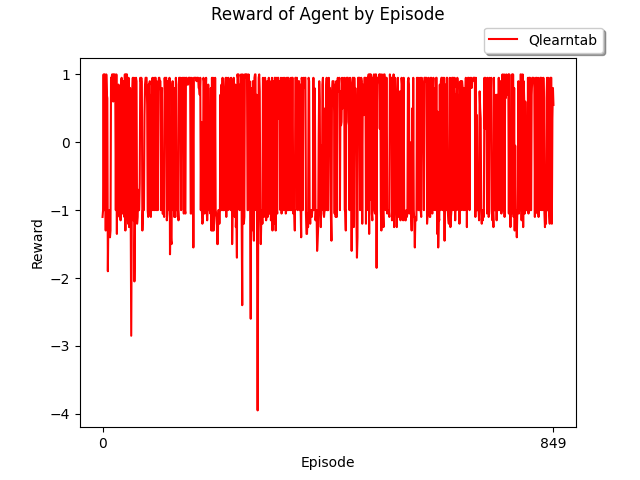 Reward of Agent by Episode
Qlearntab
1
0
−1
−2
−3
−4
Reward
0
849
Episode